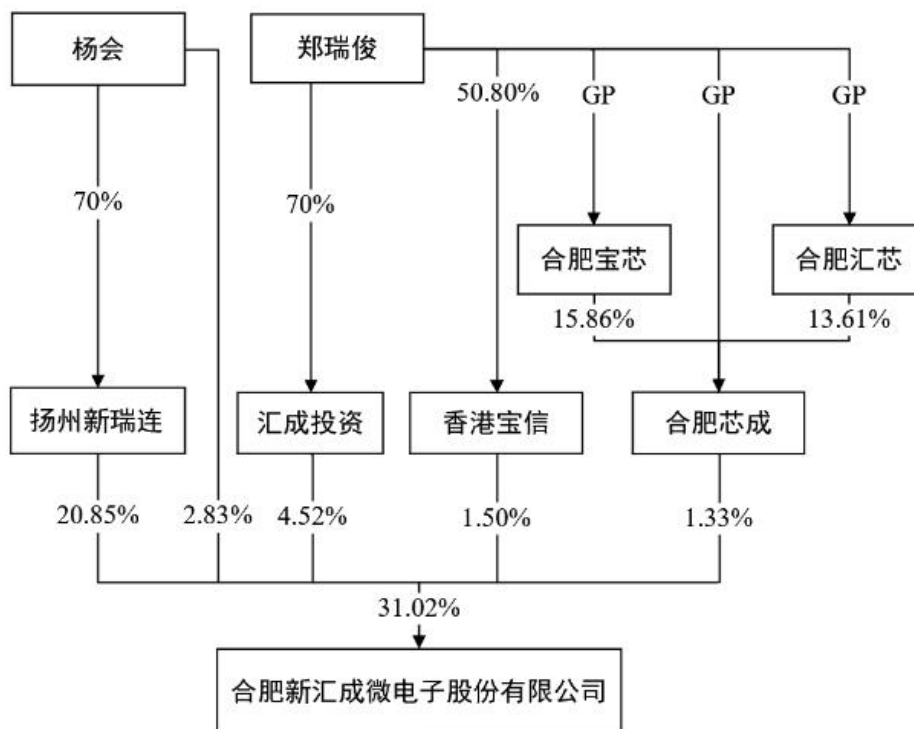 杨会
郑瑞俊
50.80%
GP
GP
GP
70%
70%
合肥宝芯
合肥汇芯
15.86%
13.61%
扬州新瑞连
汇成投资
香港宝信
合肥芯成
20.85%
2.83%
4.52%
1.50%
1.33%
31.02%
合肥新汇成微电子股份有限公司